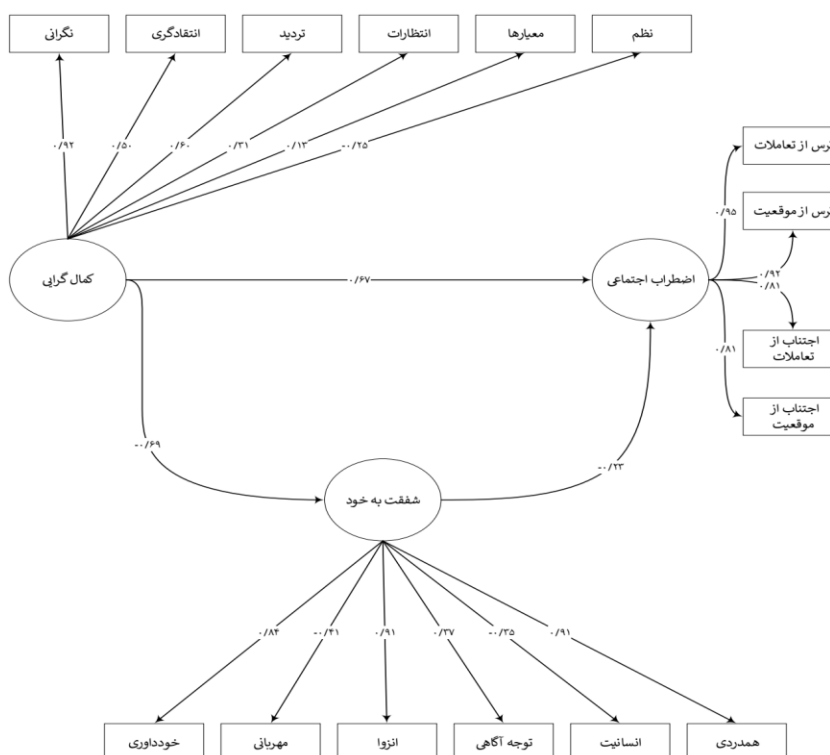 نظم
معیارها
انتظارات
تردید
انتقادگری
نگرانی
-۰/۲۵
۰/۱۳
۰/۳۱
۰/۶۰
۰/۵۰
۰/۹۲
ترس از تعاملات
ترس از موقعیت
۰/۹۵
۰/۹۲
۰/۸۱
اضطراب اجتماعی
۰/۶۷
کمال گرایی
اجتناب از
تعاملات
۰/۸۱
اجتناب از
موقعیت
-۰/۶۹
-۰/۲۳
شفقت به خود
۰/۹۱
-۰/۳۵
۰/۳۷
۰/۹۱
-۰/۴۱
۰/۸۴
همدردی
انسانیت
توجه آگاهی
انزوا
مهربانی
خودداوری